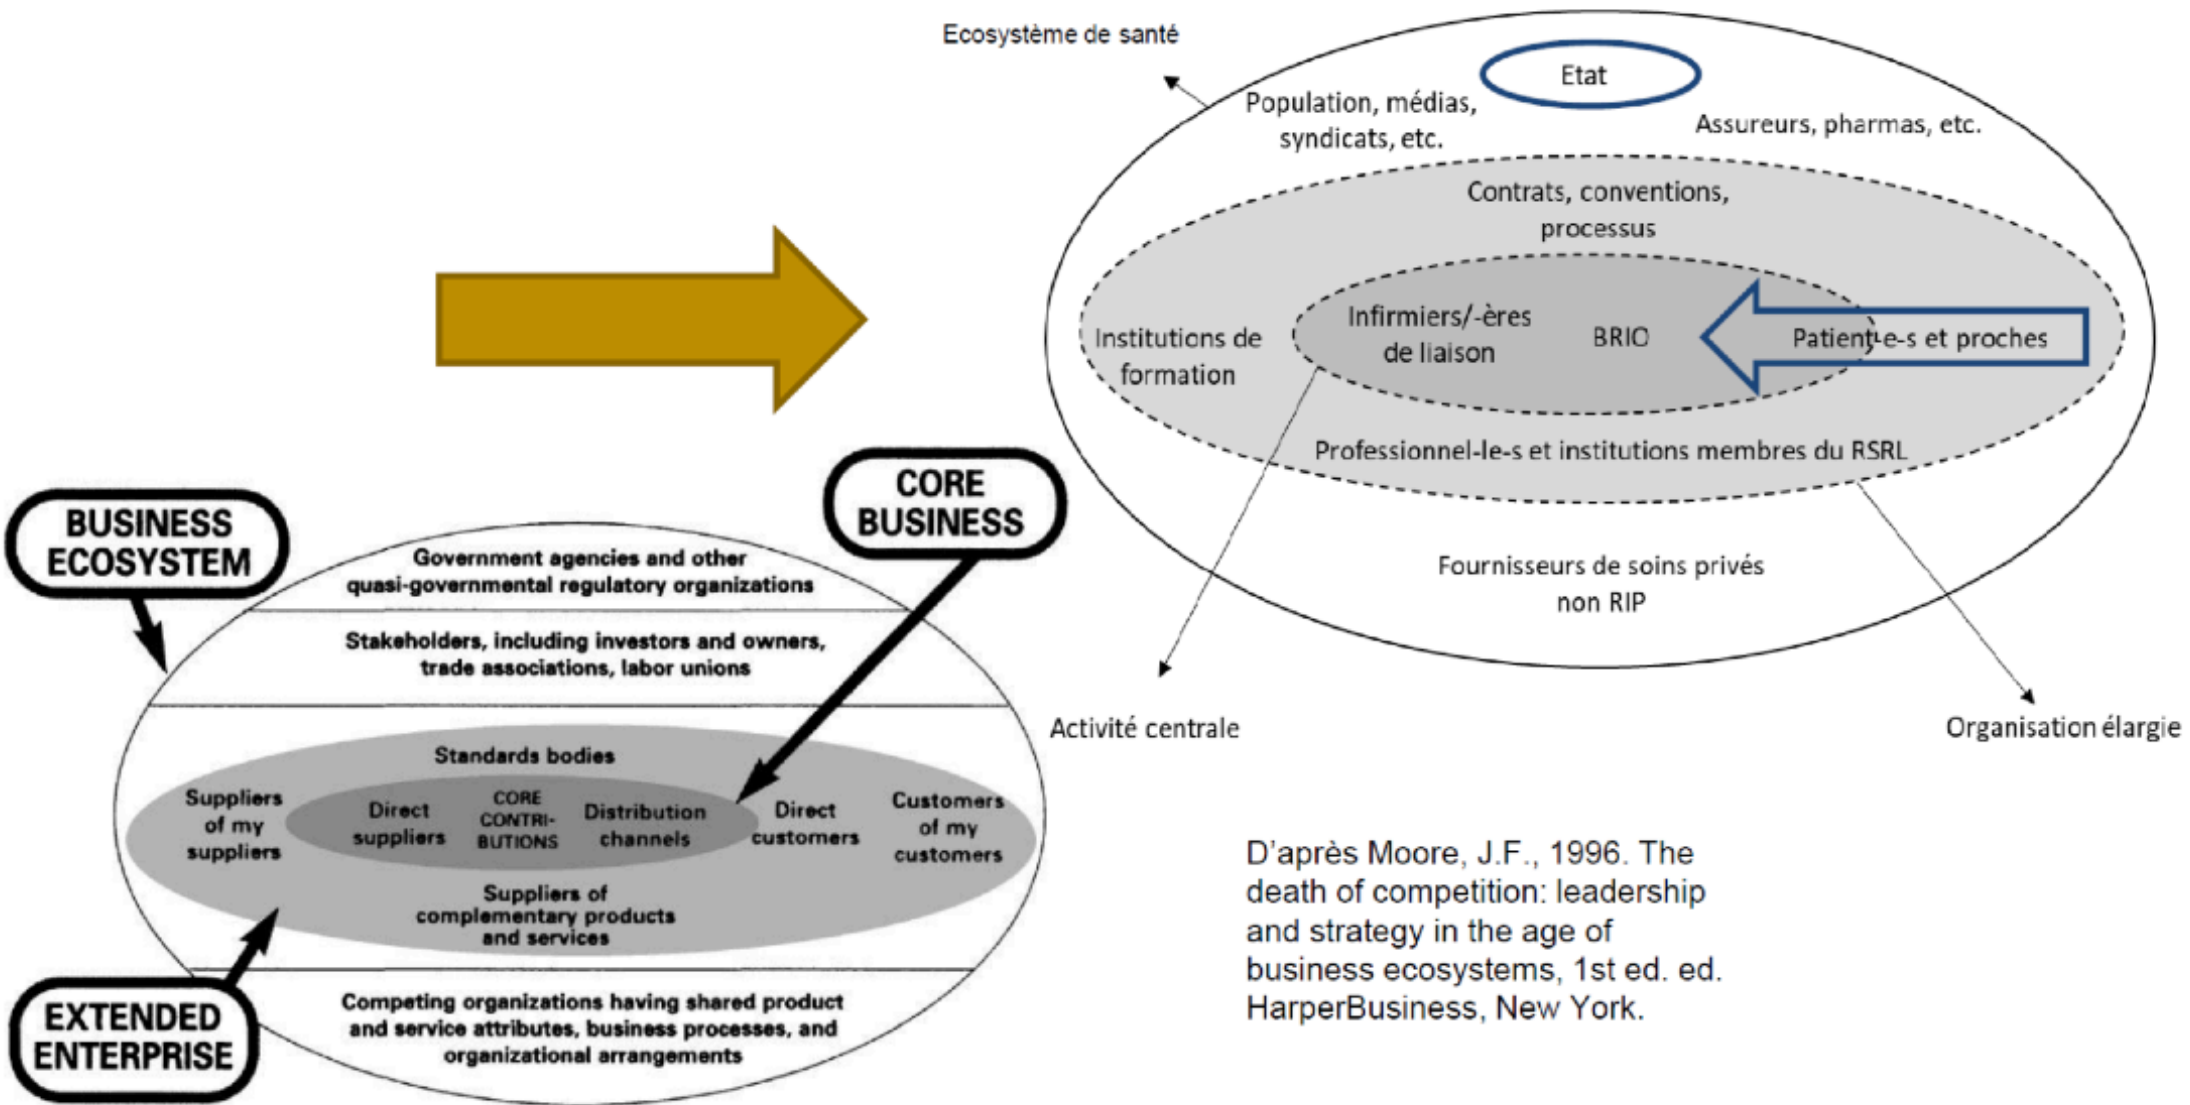 Ecosystème de santé
Etat
Population, médias,
syndicats, etc.
Assureurs, pharmas, etc.
Contrats, conventions,
processus
Institutions de
formation
Infirmiers/-ères
de liaison
BRIO
Patient-e-s et proches
Professionnel-le-s et institutions membres du RSRL
Fournisseurs de soins privés
non RIP
Activité centrale
Organisation élargie
BUSINESS
ECOSYSTEM
CORE
BUSINESS
Government agencies and other
quasi-governmental regulatory organizations
Stakeholders, including investors and owners,
trade associations, labor unions
Standards bodies
Suppliers
of my
suppliers
Direct
suppliers
CORE
CONTRI-
BUTIONS
Distribution
channels
Direct
customers
Customers
of my
customers
Suppliers of
complementary products
and services
EXTENDED
ENTERPRISE
Competing organizations having shared product
and service attributes, business processes, and
organizational arrangements
D'après Moore, J.F., 1996. The
death of competition: leadership
and strategy in the age of
business ecosystems, 1st ed. ed.
HarperBusiness, New York.